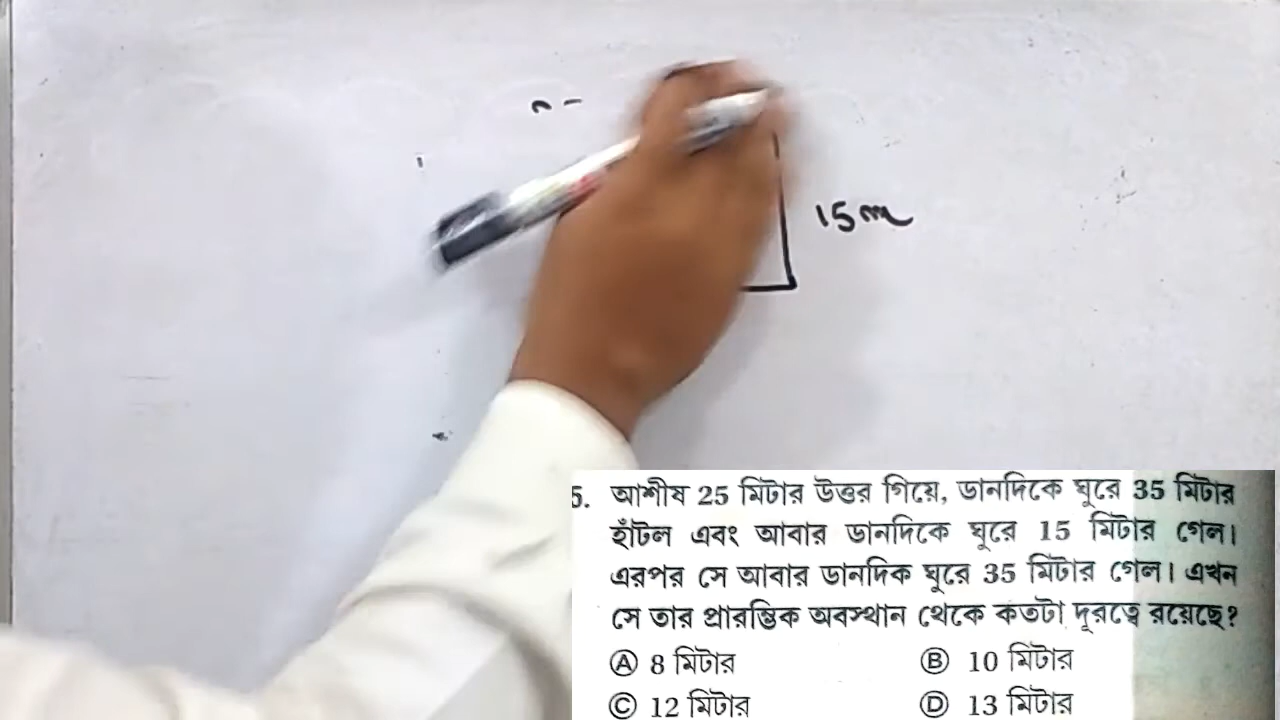 15m
5. আশীষ 25 মিটার উত্তর গিয়ে, ডানদিকে ঘুরে 35 মিটার
হাঁটল এবং আবার ডানদিকে ঘুরে 15 মিটার গেল।
এরপর সে আবার ডানদিক ঘুরে 35 মিটার গেল। এখন
সে তার প্রারম্ভিক অবস্থান থেকে কতটা দূরত্বে রয়েছে?
Ⓐ 8 মিটার Ⓑ 10 মিটার
Ⓒ 12 মিটার Ⓓ 13 মিটার